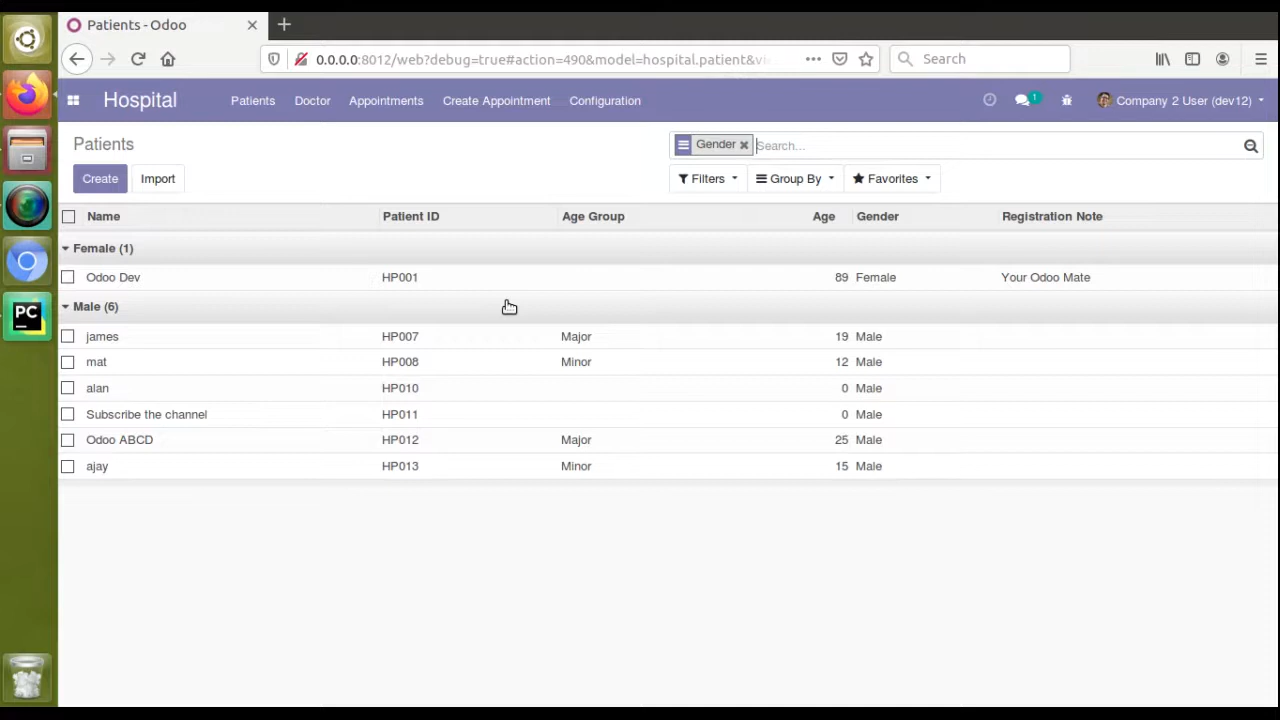 Patients - Odoo
0.0.0.0:8012/web?debug=true#action=490&model=hospital.patient&vi
Search
Hospital Patients Doctor Appointments Create Appointment Configuration 1 Company 2 User (dev12)
Patients Gender Search...
Create Import Filters Group By Favorites
Name Patient ID Age Group Age Gender Registration Note
Female (1)
Odoo Dev HP001 89 Female Your Odoo Mate
Male (6)
james HP007 Major 19 Male
mat HP008 Minor 12 Male
alan HP010 0 Male
Subscribe the channel HP011 0 Male
Odoo ABCD HP012 Major 25 Male
ajay HP013 Minor 15 Male
PC